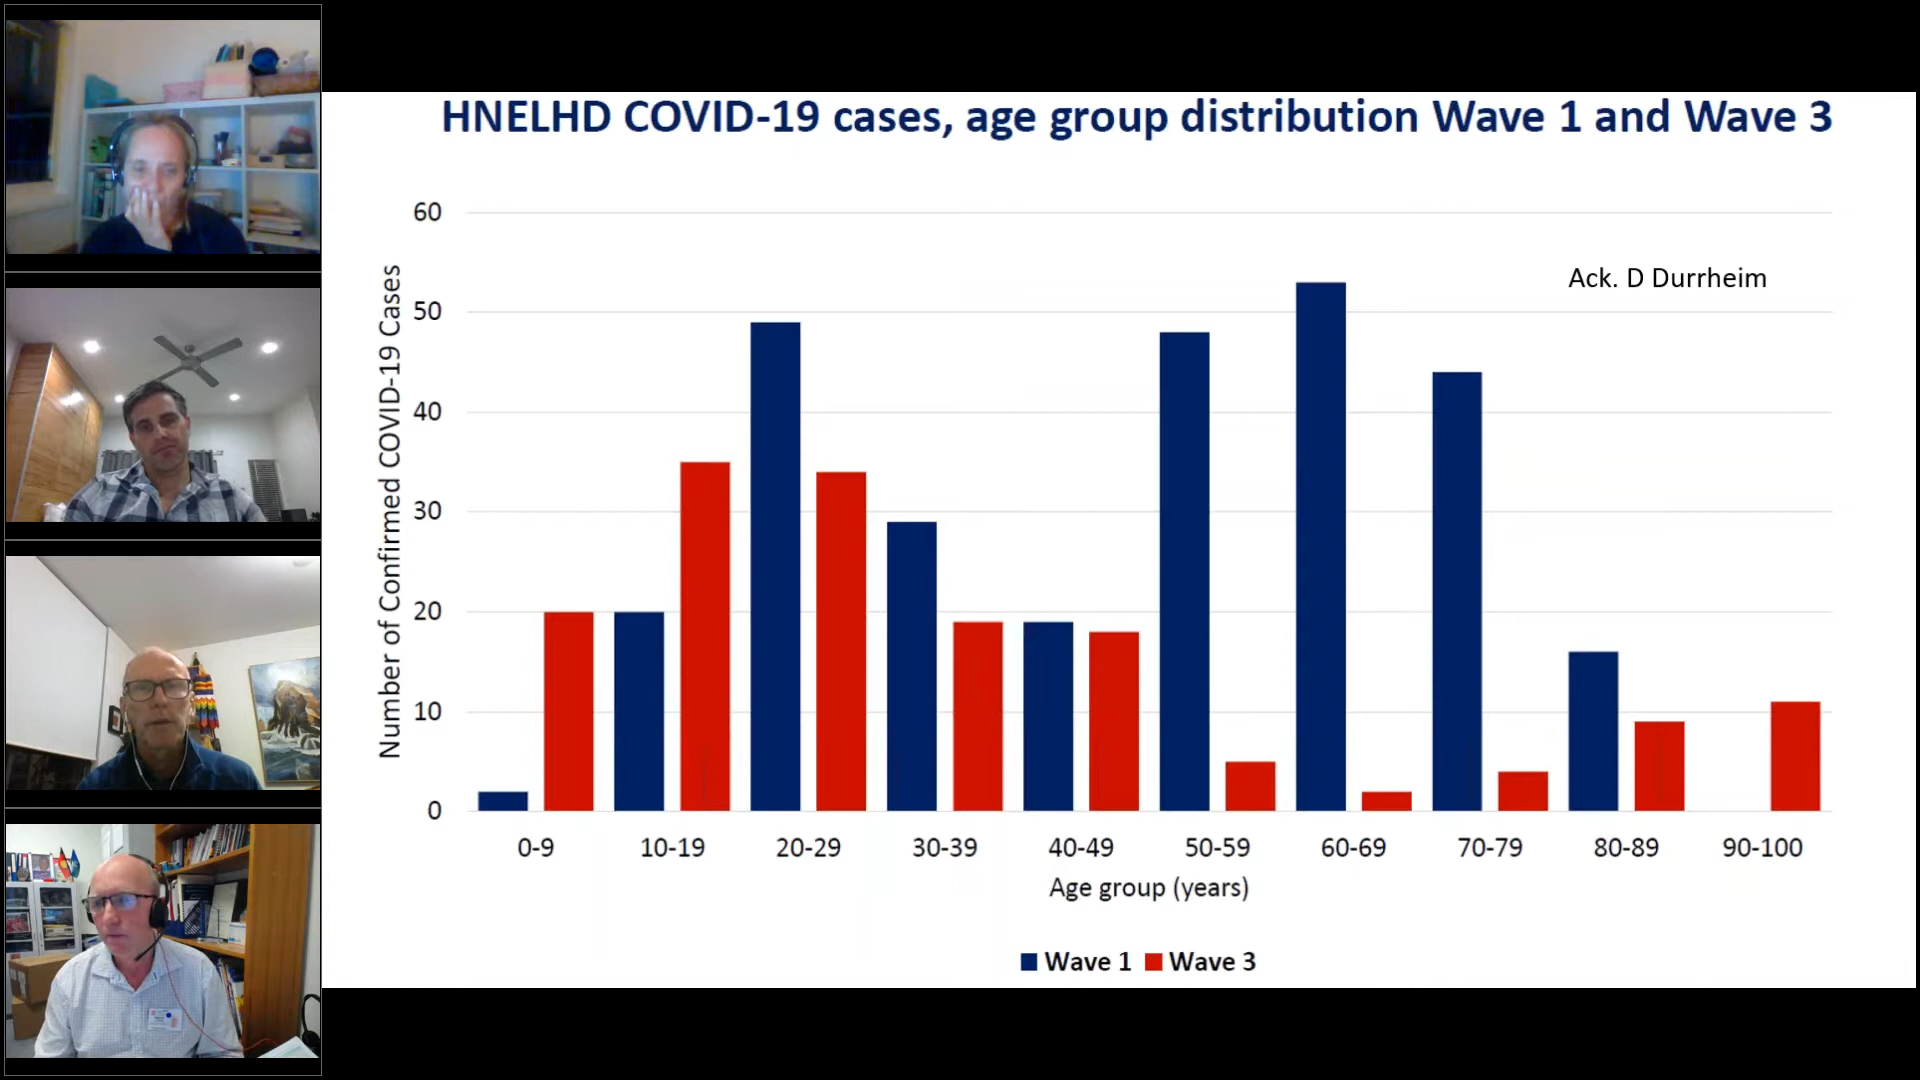 HNELHD COVID-19 cases, age group distribution Wave 1 and Wave 3
Ack. D Durrheim
Number of Confirmed COVID-19 Cases
60
50
40
30
20
10
0
0-9 10-19 20-29 30-39 40-49 50-59 60-69 70-79 80-89 90-100
Age group (years)
Wave 1 Wave 3